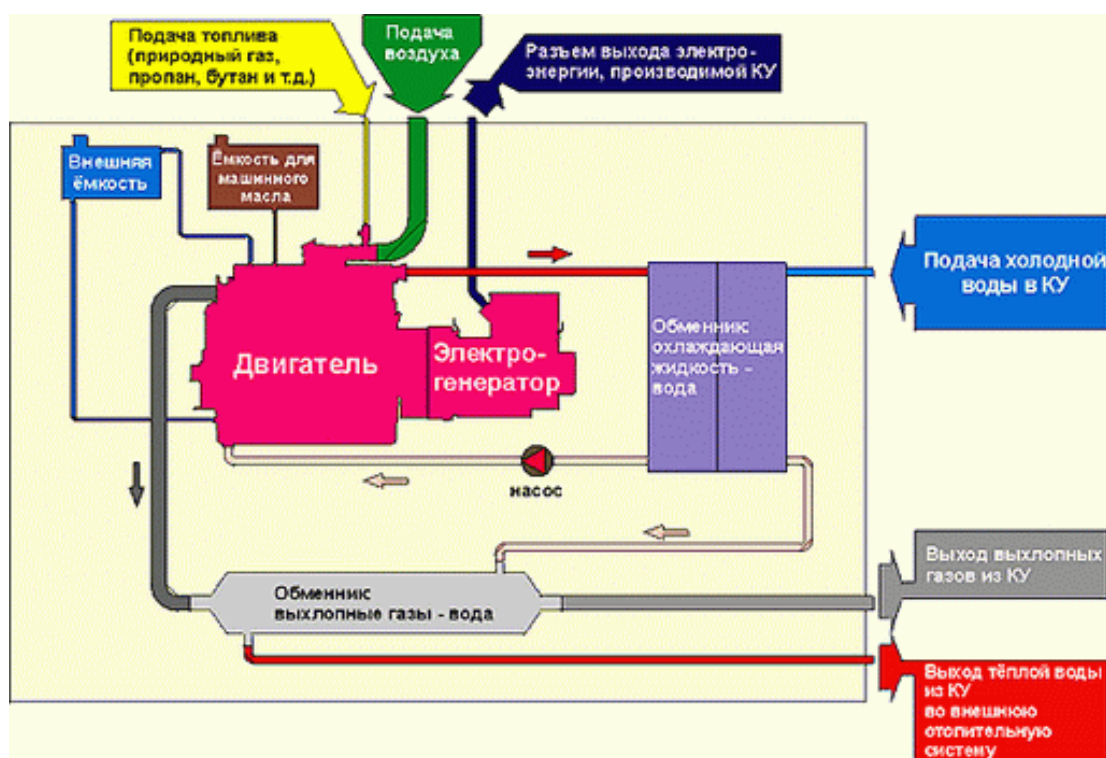 Подача топлива
(природный газ,
пропан, бутан и т.д.)
Подача
воздуха
Разъем выхода электро-
энергии, производимой КУ
Внешняя
ёмкость
Ёмкость для
машинного
масла
Подача холодной
воды в КУ
Двигатель
Электро-
генератор
Обменник
охлаждающая
жидкость -
вода
насос
Обменник
выхлопные газы - вода
Выход выхлопных
газов из КУ
Выход тёплой воды
из КУ
во внешнюю
отопительную
систему